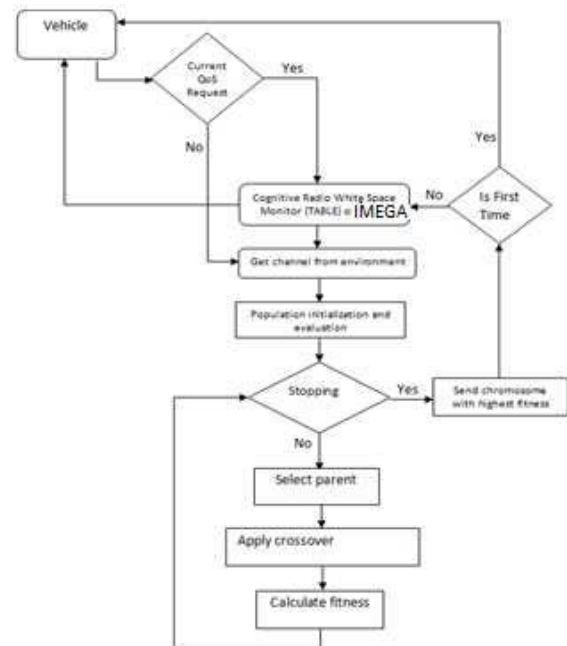 Vehicle
Current
QoS
Request
Yes
Yes
No
Cognitive Radio White Space
Monitor (TABLE) = IMEGA
No
Is First
Time
Get channel from environment
Population initialization and
evaluation
Stopping
Yes
Send chromosome
with highest fitness
No
Select parent
Apply crossover
Calculate fitness